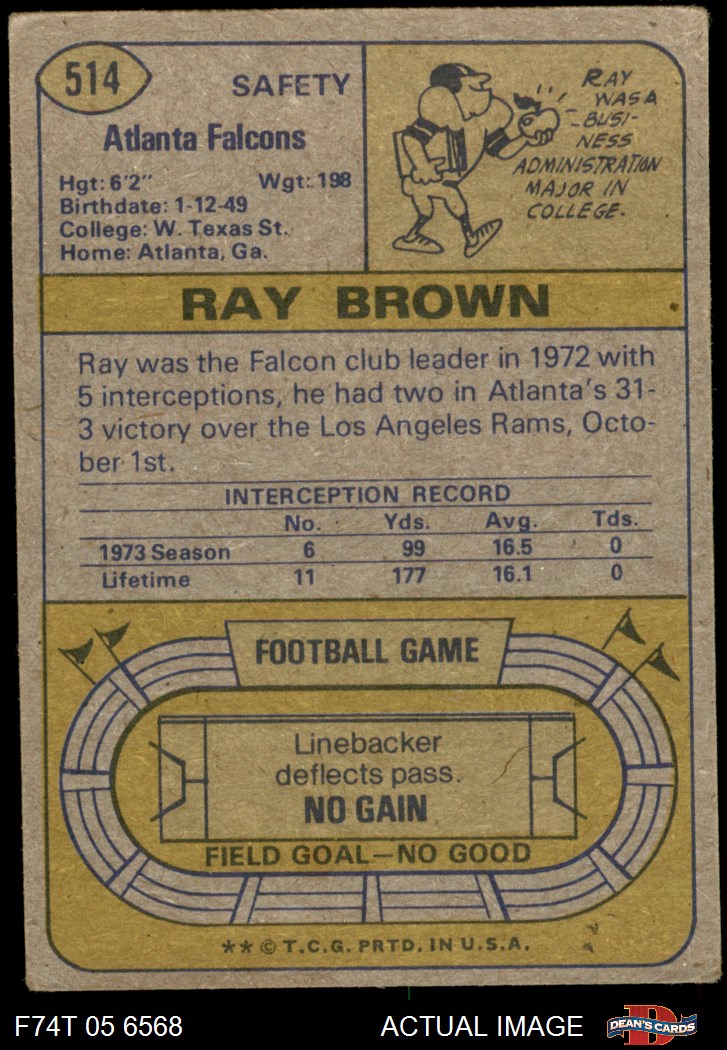 514
SAFETY
Atlanta Falcons
Hgt: 6'2" Wgt: 198
Birthdate: 1-12-49
College: W. Texas St.
Home: Atlanta, Ga.
RAY
WAS A
BUSI-
NESS
ADMINISTRATION
MAJOR IN
COLLEGE.
RAY BROWN
Ray was the Falcon club leader in 1972 with
5 interceptions, he had two in Atlanta's 31-
3 victory over the Los Angeles Rams, Octo-
ber 1st.
INTERCEPTION RECORD
No. Yds. Avg. Tds.
1973 Season 6 99 16.5 0
Lifetime 11 177 16.1 0
FOOTBALL GAME
Linebacker
deflects pass.
NO GAIN
FIELD GOAL—NO GOOD
** © T.C.G. PRTD. IN U.S.A.
F74T 05 6568 ACTUAL IMAGE
D
DEAN'S CARDS